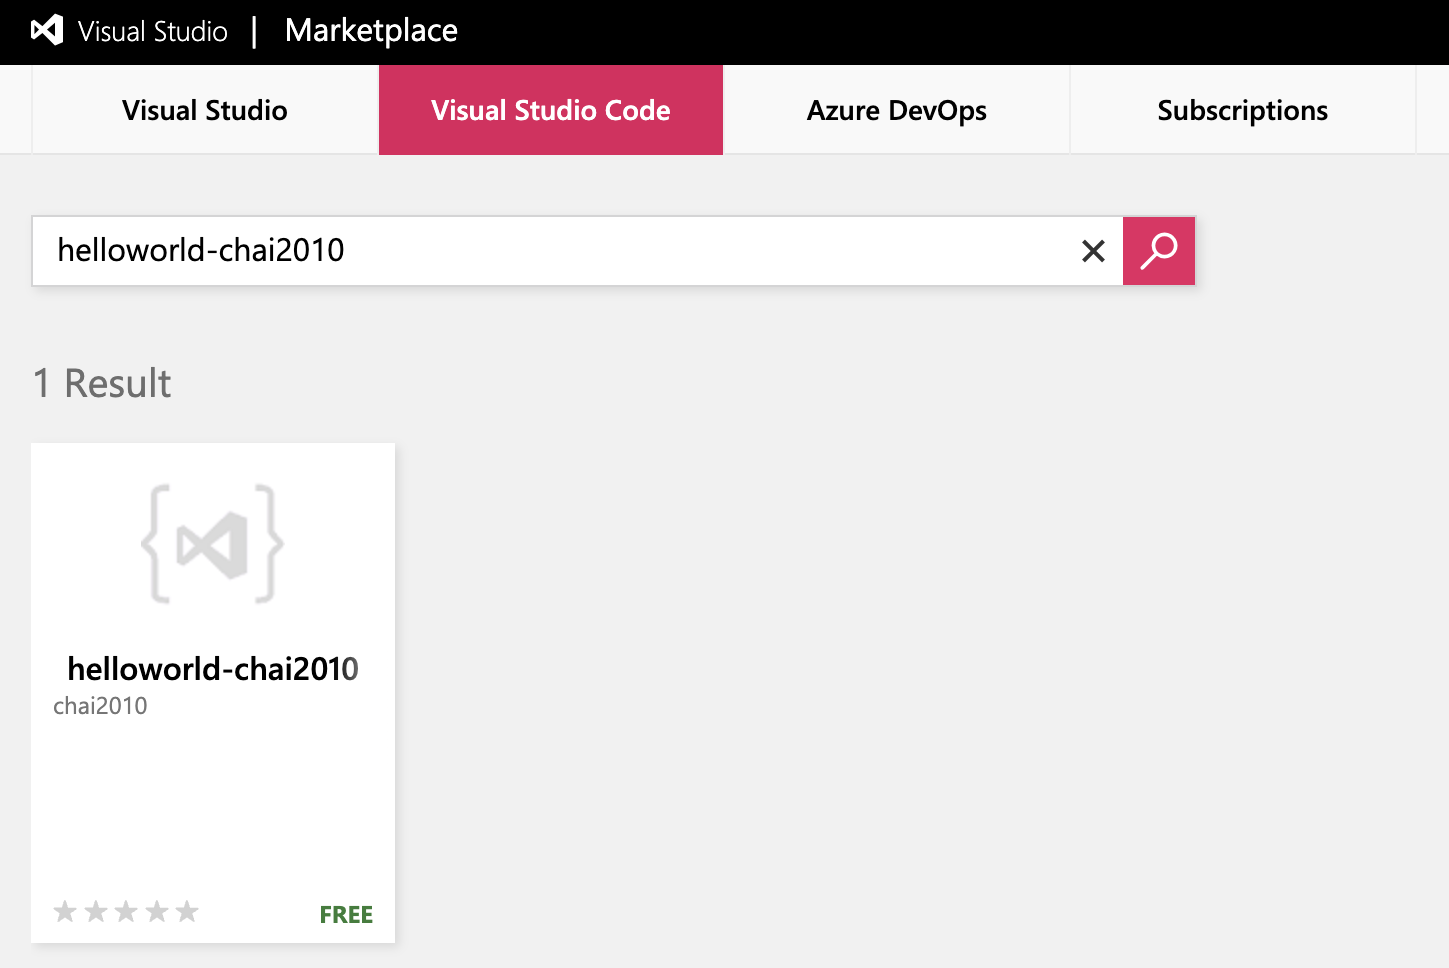 Visual Studio | Marketplace
Visual Studio Visual Studio Code Azure DevOps Subscriptions
helloworld-chai2010
1 Result
helloworld-chai2010
chai2010
FREE